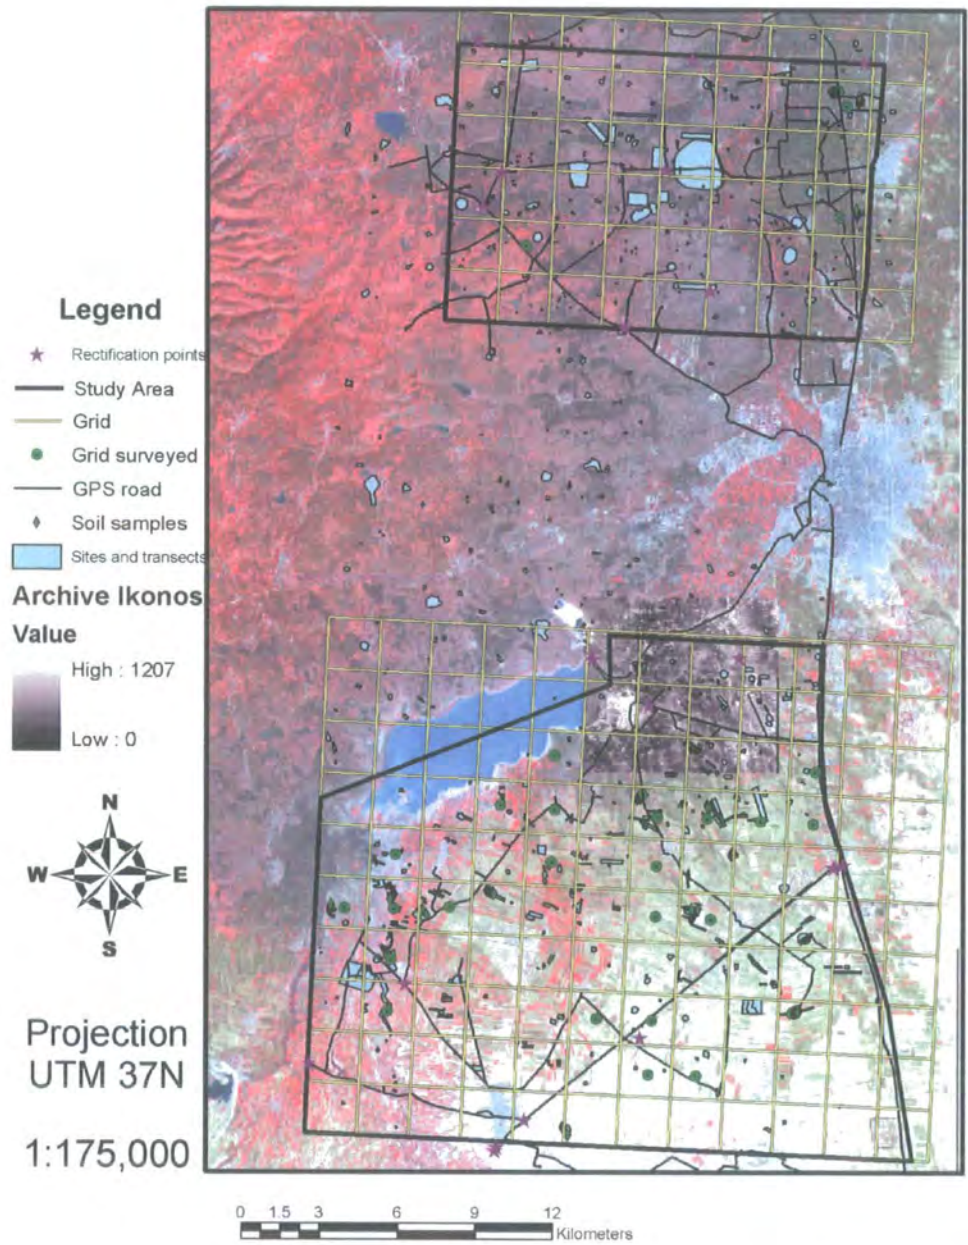 Legend
Rectification points
Study Area
Grid
Grid surveyed
GPS road
Soil samples
Sites and transects
Archive Ikonos
Value
High : 1207
Low : 0
N
W E
S
Projection
UTM 37N
1:175,000
0 1.5 3 6 9 12
Kilometers